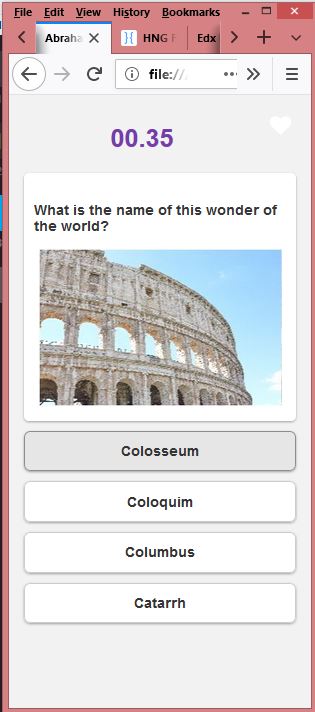 File Edit View History Bookmarks
Abraha HNG F Edx
file://
00.35
What is the name of this wonder of
the world?
Colosseum
Coloquim
Columbus
Catarrh